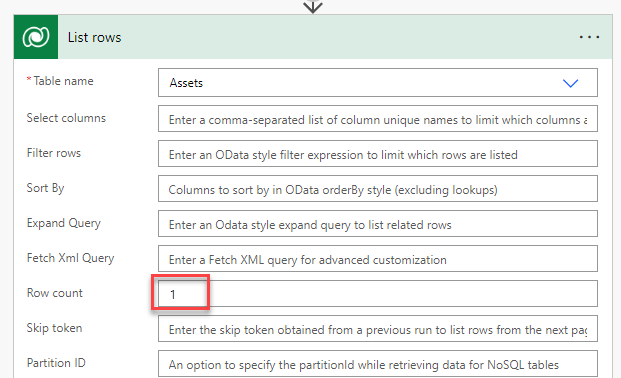 List rows
* Table name
Assets
Select columns
Enter a comma-separated list of column unique names to limit which columns a
Filter rows
Enter an OData style filter expression to limit which rows are listed
Sort By
Columns to sort by in OData orderBy style (excluding lookups)
Expand Query
Enter an Odata style expand query to list related rows
Fetch Xml Query
Enter a Fetch XML query for advanced customization
Row count
1
Skip token
Enter the skip token obtained from a previous run to list rows from the next pag
Partition ID
An option to specify the partitionId while retrieving data for NoSQL tables